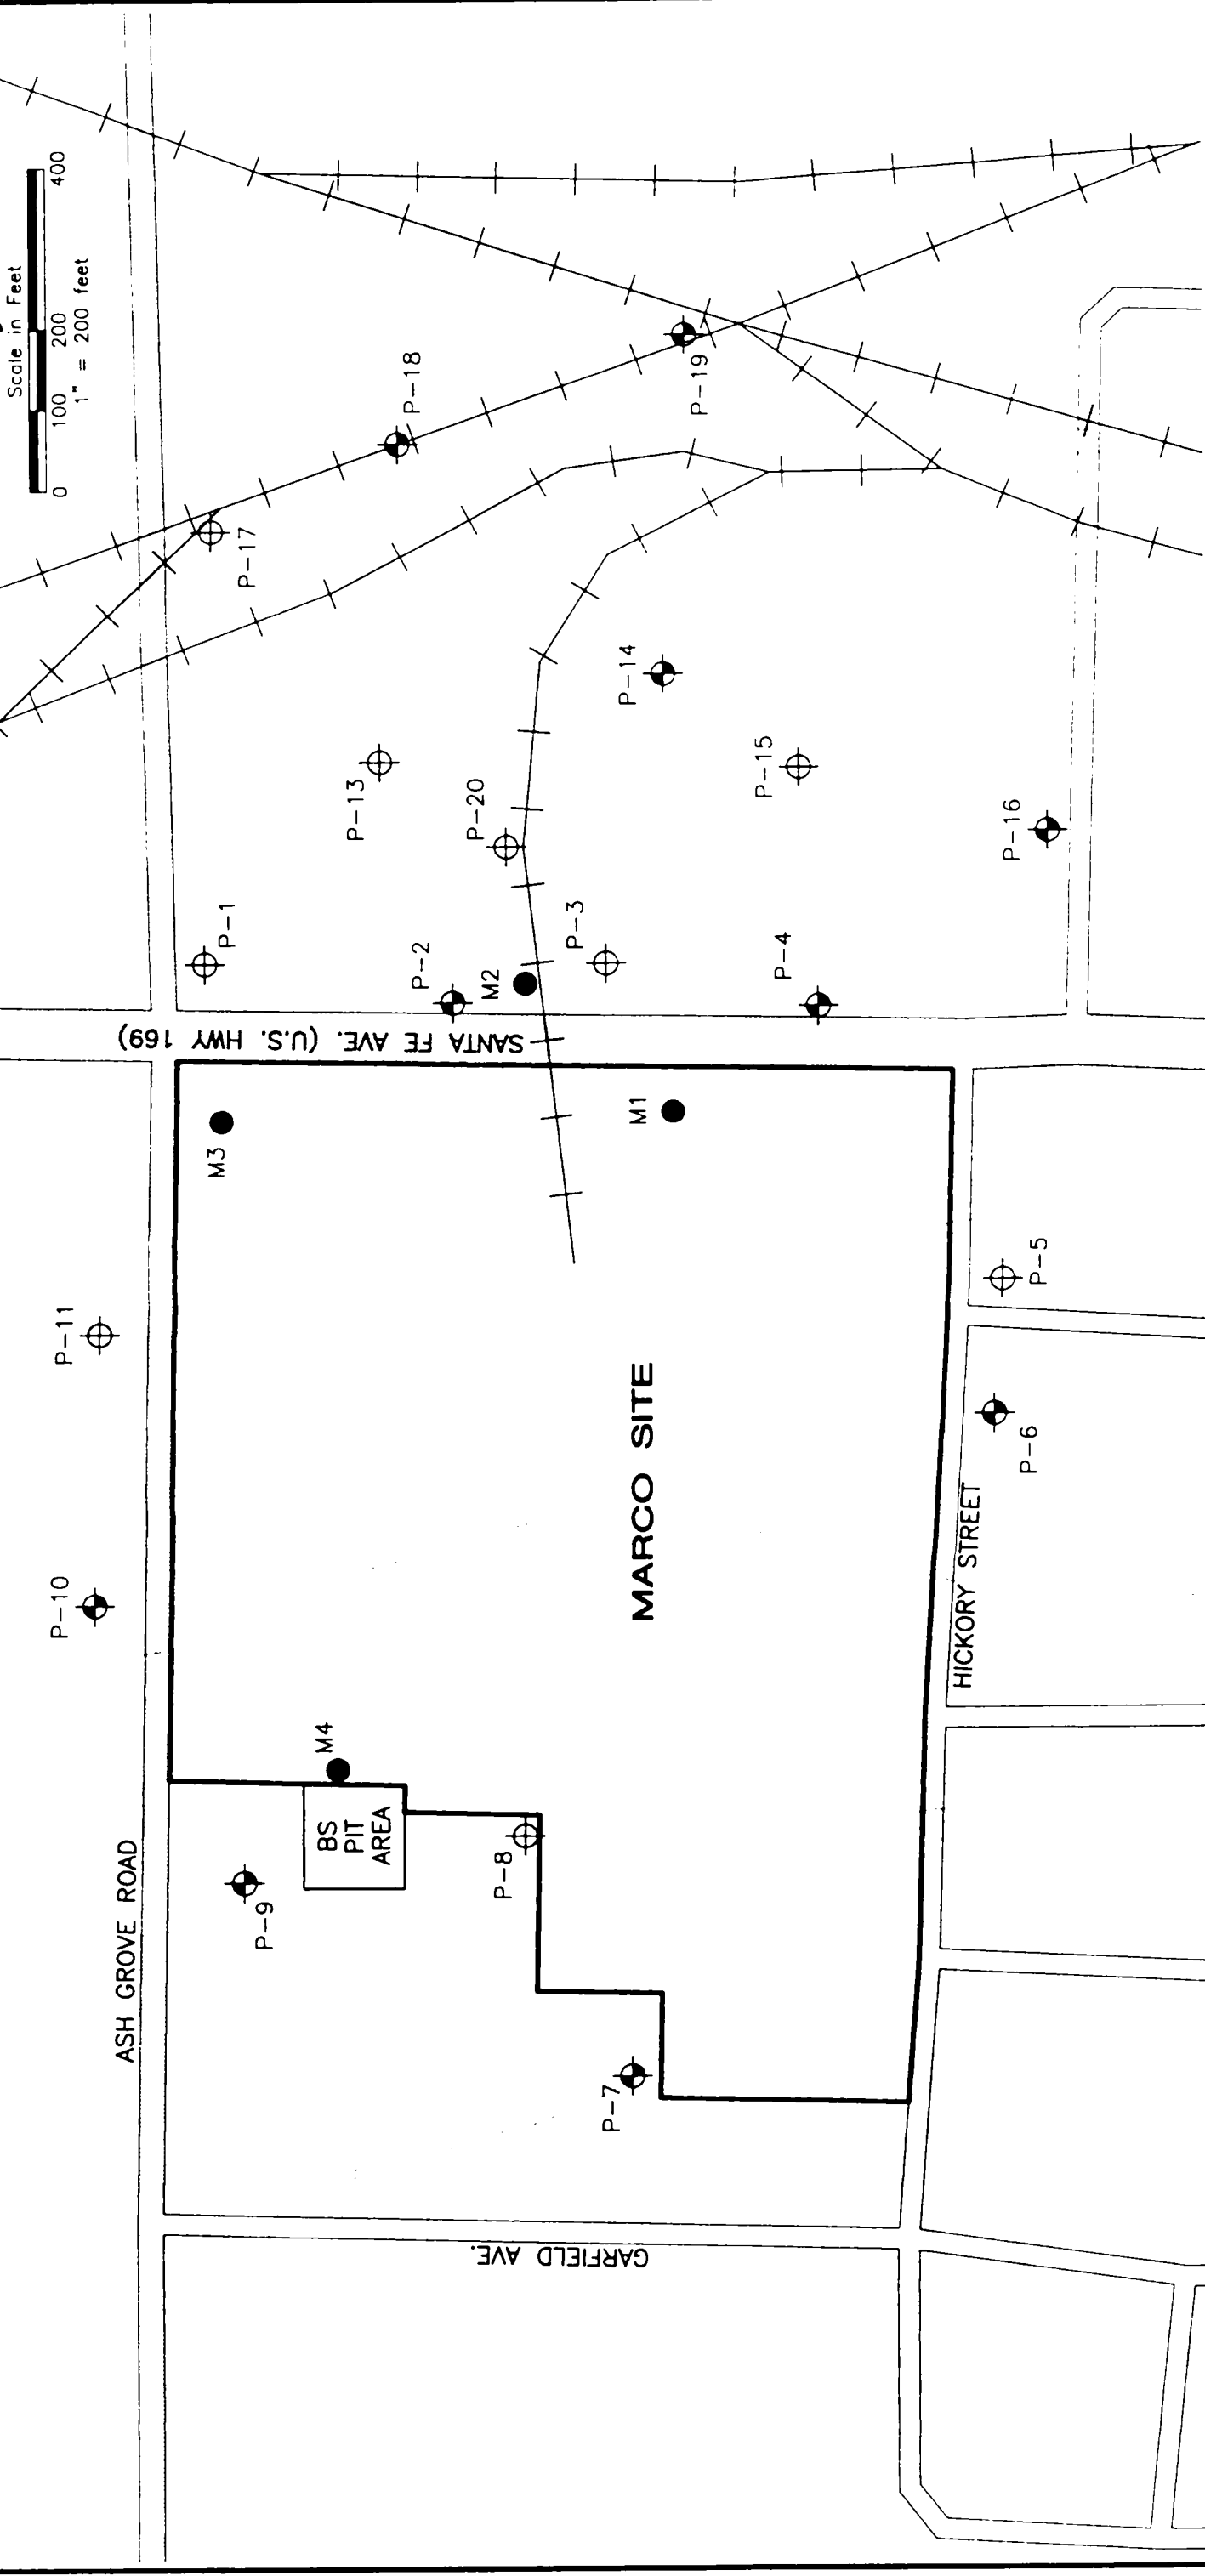 Scale in Feet
0 100 200 400
1" = 200 feet
ASH GROVE ROAD
P-10
P-11
P-9
BS
PIT
AREA
M4
M3
SANTA FE AVE. (U.S. HWY 169)
P-1
P-17
P-18
P-13
P-2
P-20
M2
P-8
P-3
P-14
P-19
P-7
GARFIELD AVE.
MARCO SITE
M1
P-4
P-15
HICKORY STREET
P-6
P-5
P-16